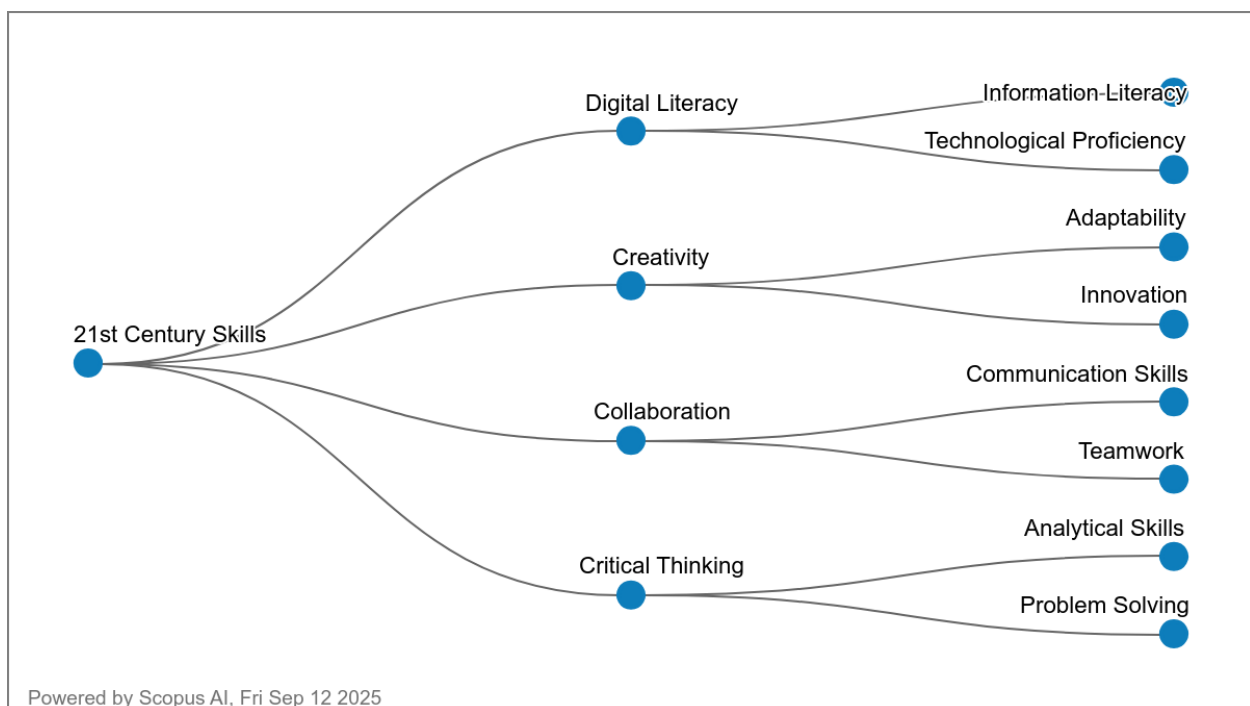 Information Literacy
Digital Literacy
Technological Proficiency
Adaptability
Creativity
Innovation
21st Century Skills
Communication Skills
Collaboration
Teamwork
Analytical Skills
Critical Thinking
Problem Solving
Powered by Scopus AI, Fri Sep 12 2025